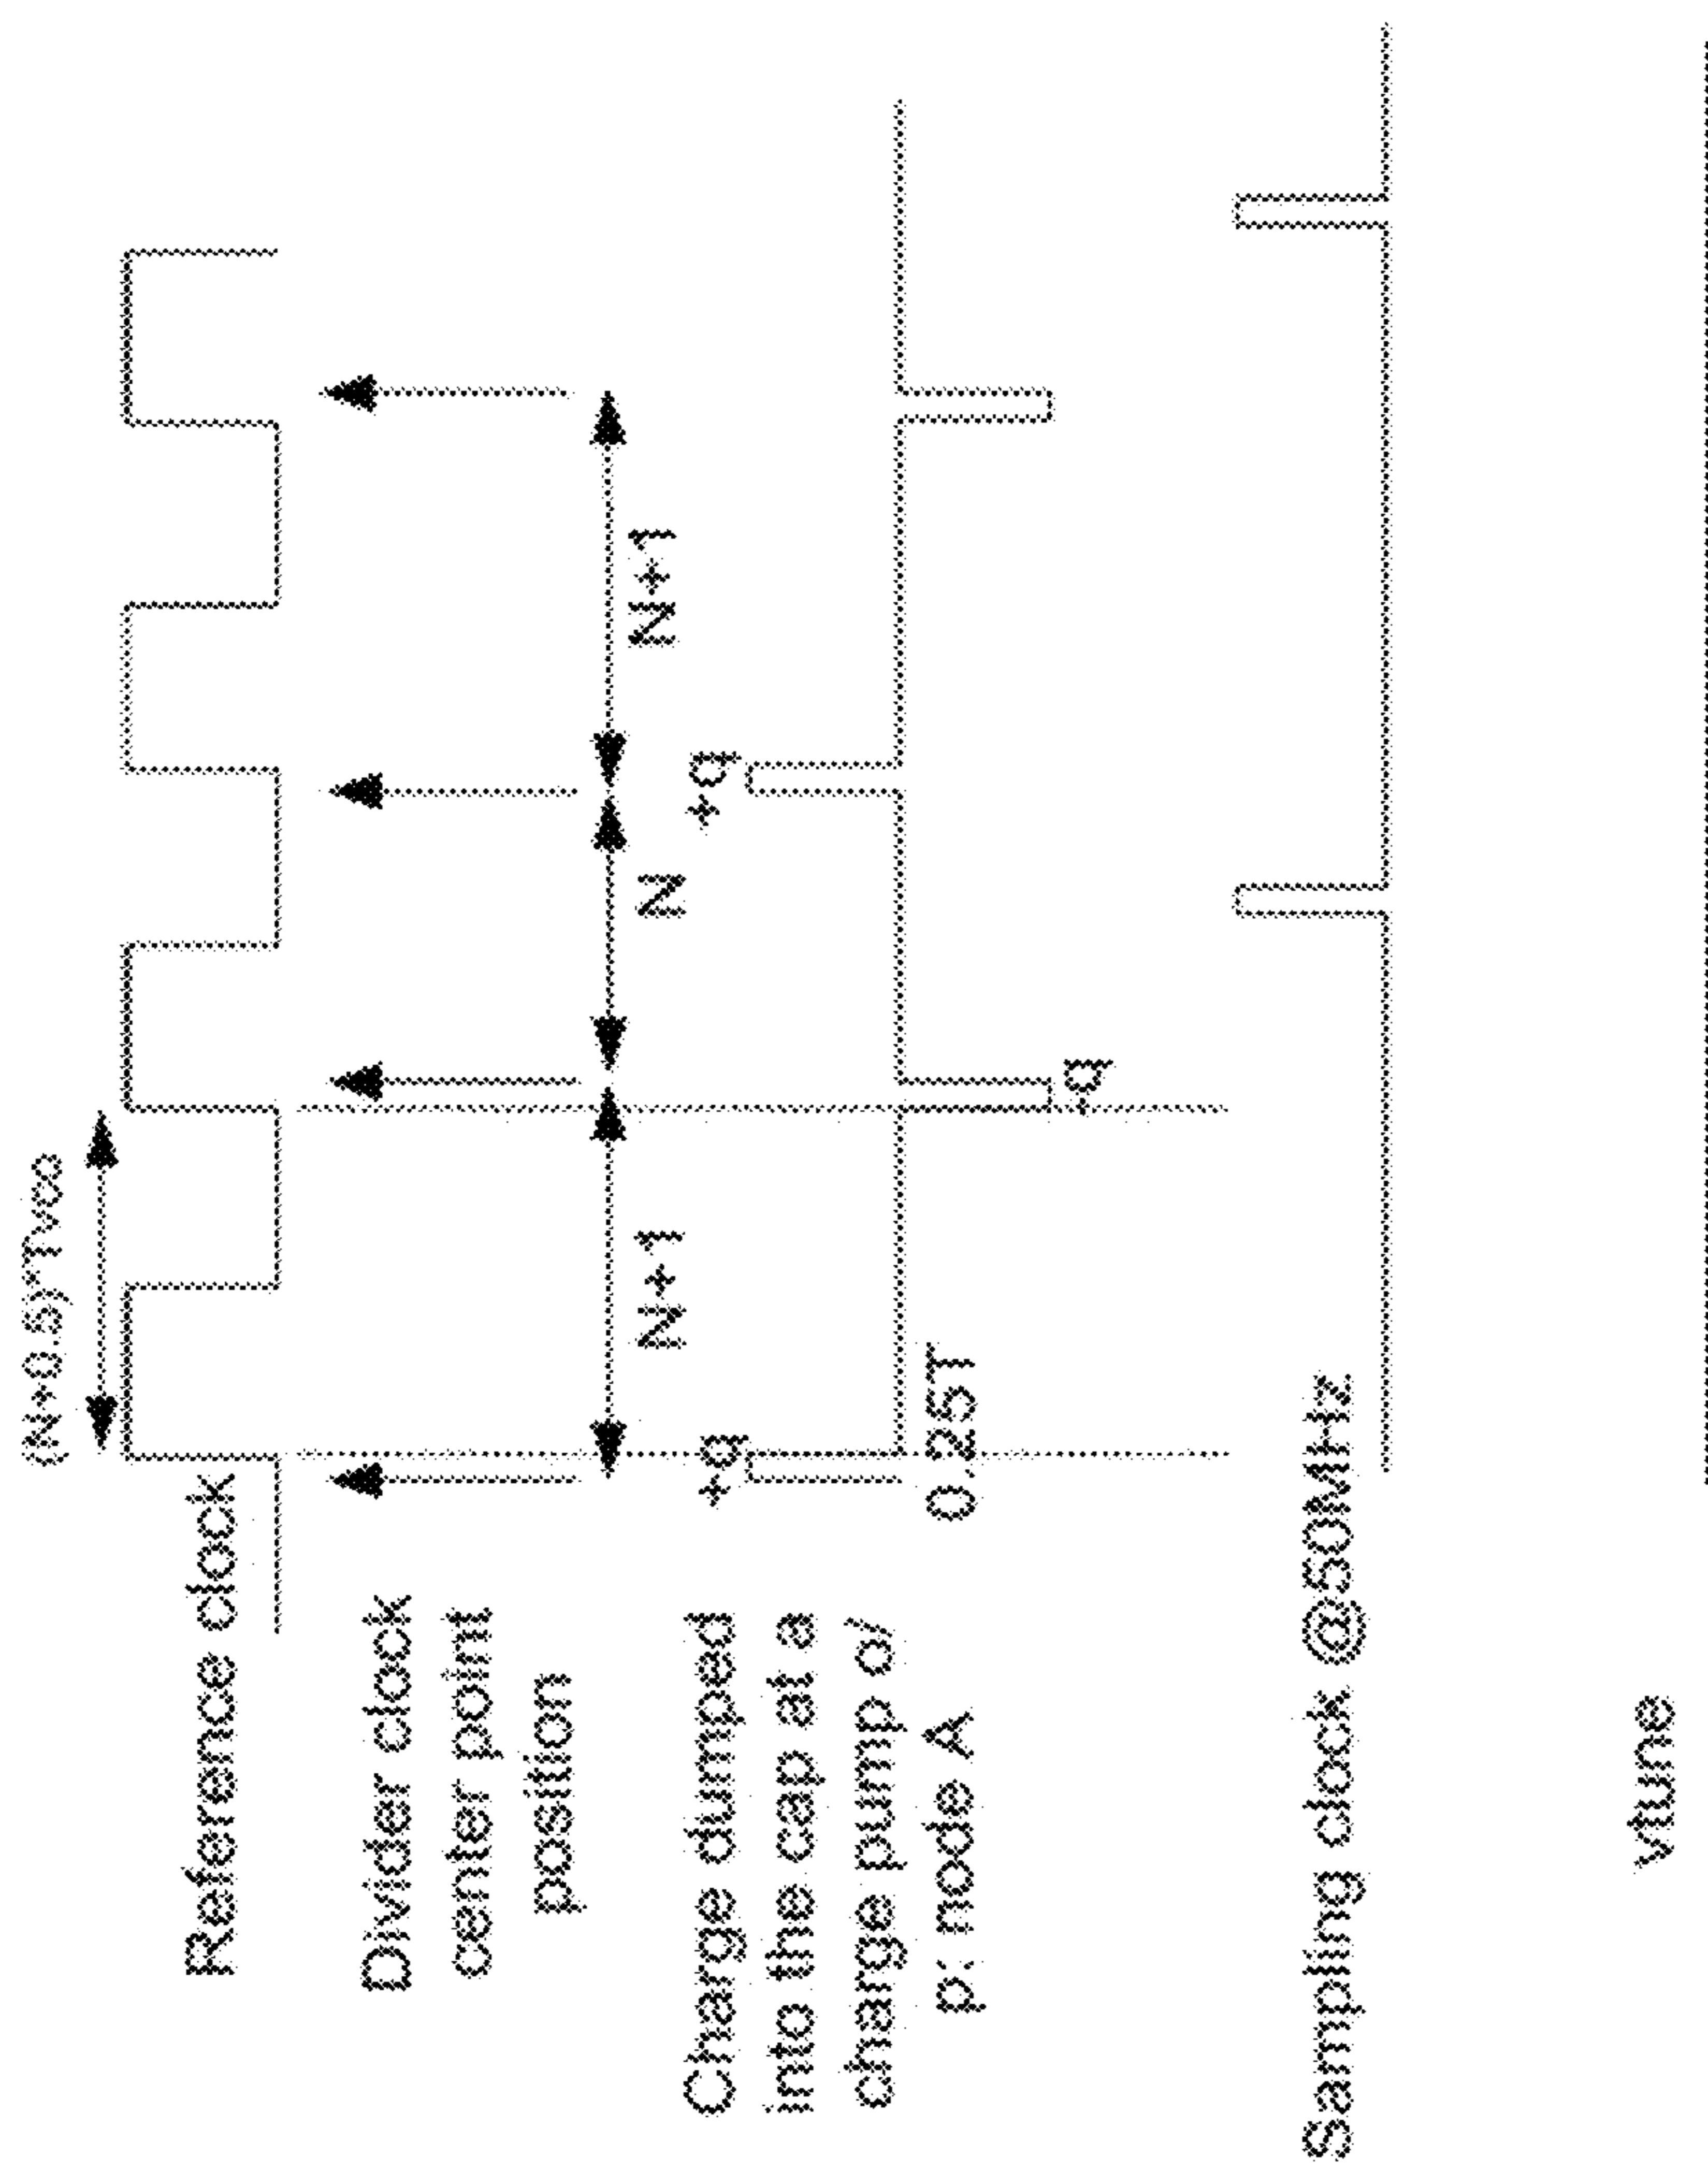 (N+0.5)*Tvco
Reference clock
Divider clock
center point
position
N+1
N
N+1
Charge dumped
into the cap at a
charge pump o/
p: node A
+q
+q
0.25T
-q
Sampling clock @50MHz
vtune